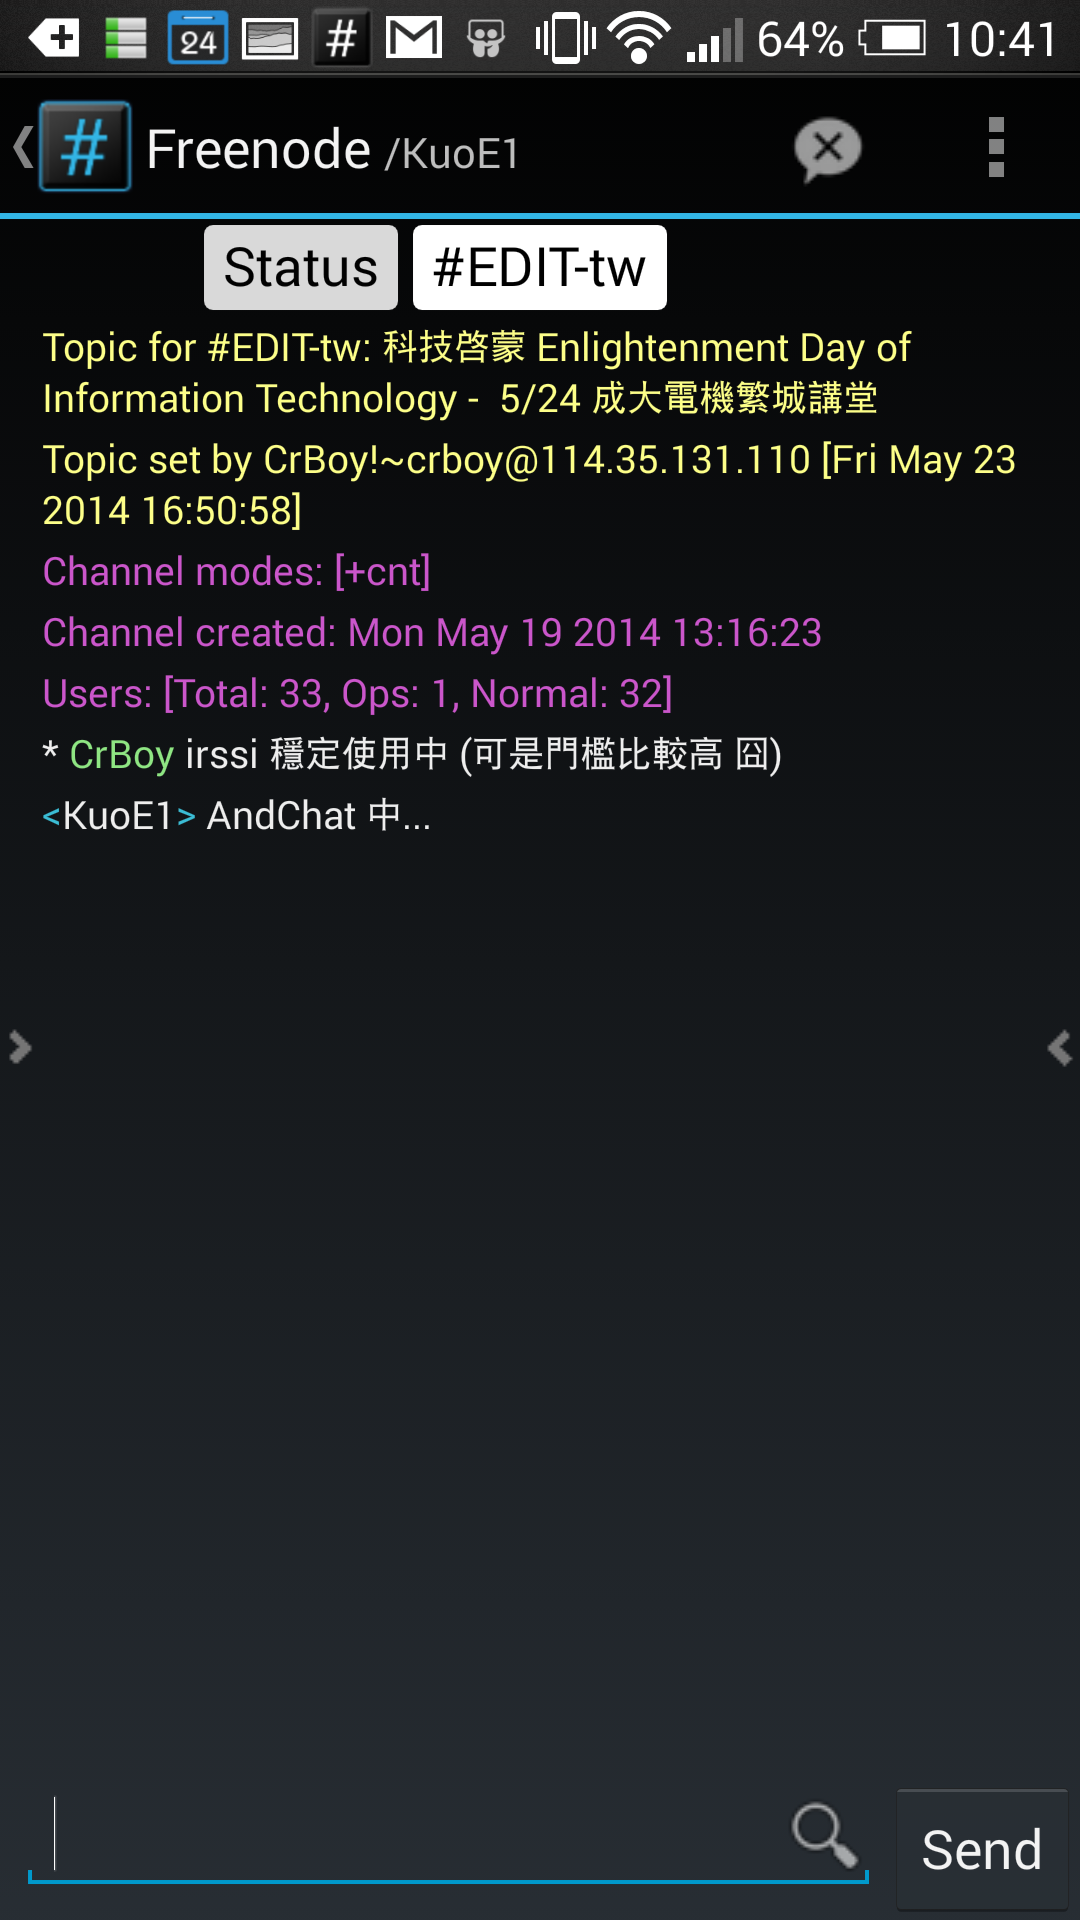 24 # 64% 10:41
# Freenode /KuoE1
Status #EDIT-tw
Topic for #EDIT-tw: 科技啓蒙 Enlightenment Day of
Information Technology -  5/24 成大電機繁城講堂
Topic set by CrBoy!~crboy@114.35.131.110 [Fri May 23
2014 16:50:58]
Channel modes: [+cnt]
Channel created: Mon May 19 2014 13:16:23
Users: [Total: 33, Ops: 1, Normal: 32]
* CrBoy irssi 穩定使用中 (可是門檻比較高 囧)
<KuoE1> AndChat 中...
Send